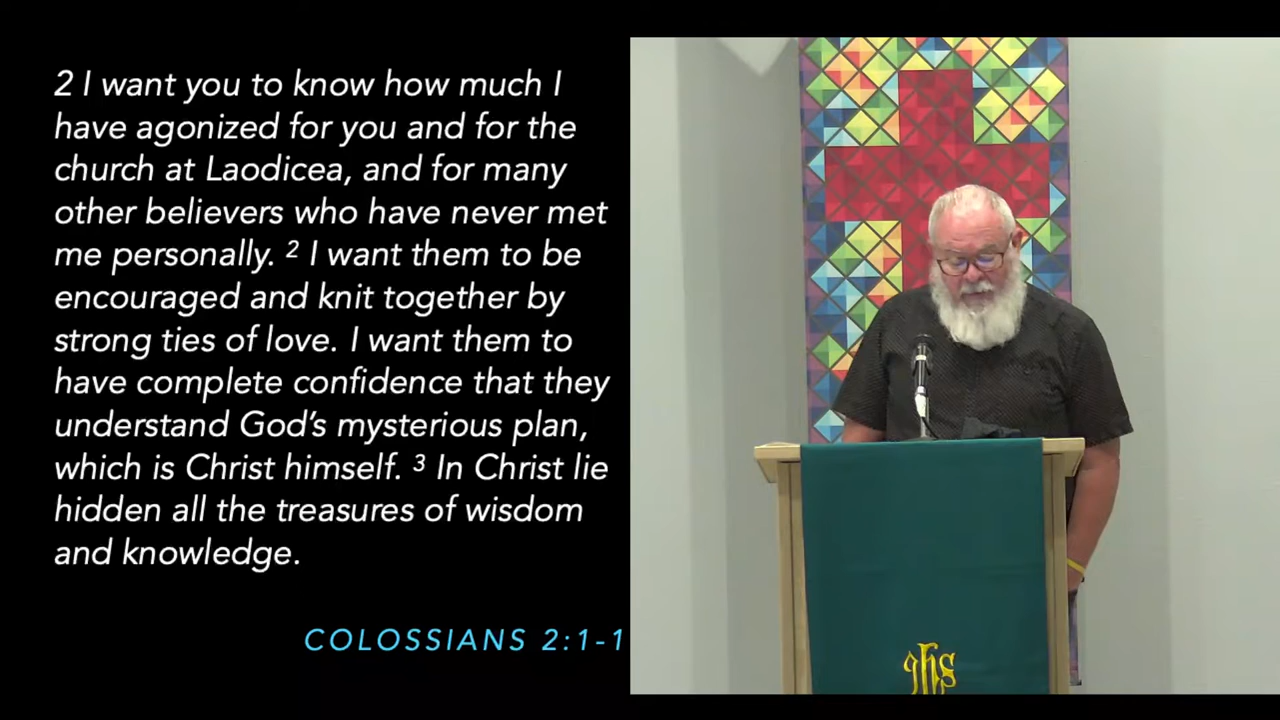 2 I want you to know how much I
have agonized for you and for the
church at Laodicea, and for many
other believers who have never met
me personally. ² I want them to be
encouraged and knit together by
strong ties of love. I want them to
have complete confidence that they
understand God’s mysterious plan,
which is Christ himself. ³ In Christ lie
hidden all the treasures of wisdom
and knowledge.
COLOSSIANS 2:1-1
IHS